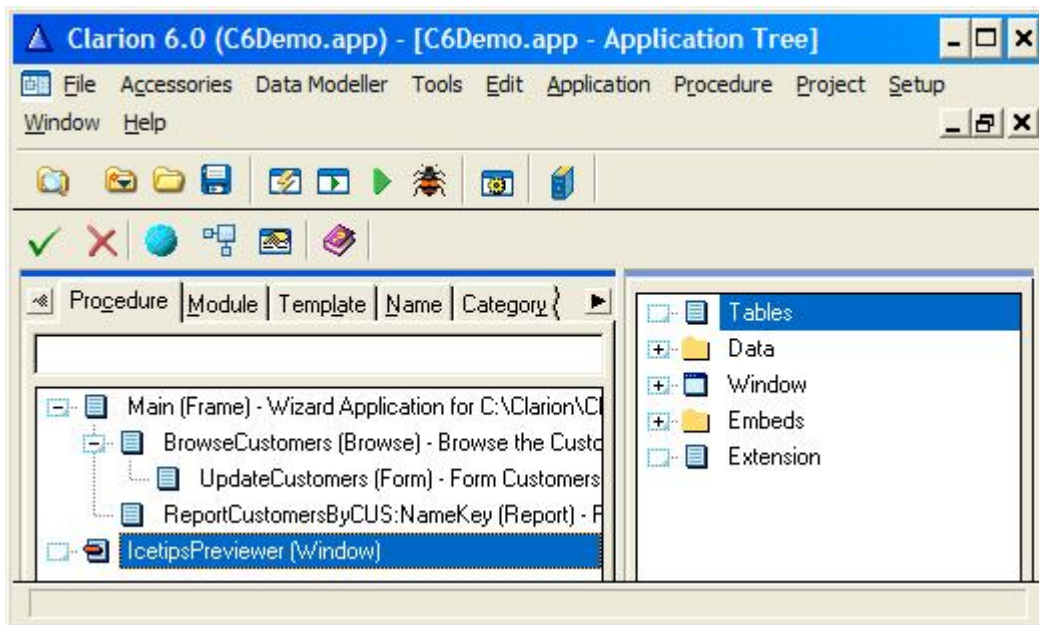 Clarion 6.0 (C6Demo.app) - [C6Demo.app - Application Tree]
File Accessories Data Modeller Tools Edit Application Procedure Project Setup
Window Help
Procedure Module Template Name Category
Main (Frame) - Wizard Application for C:\Clarion\Cl
BrowseCustomers (Browse) - Browse the Custo
UpdateCustomers (Form) - Form Customers
ReportCustomersByCUS:NameKey (Report) - F
IcetipsPreviewer (Window)
Tables
Data
Window
Embeds
Extension